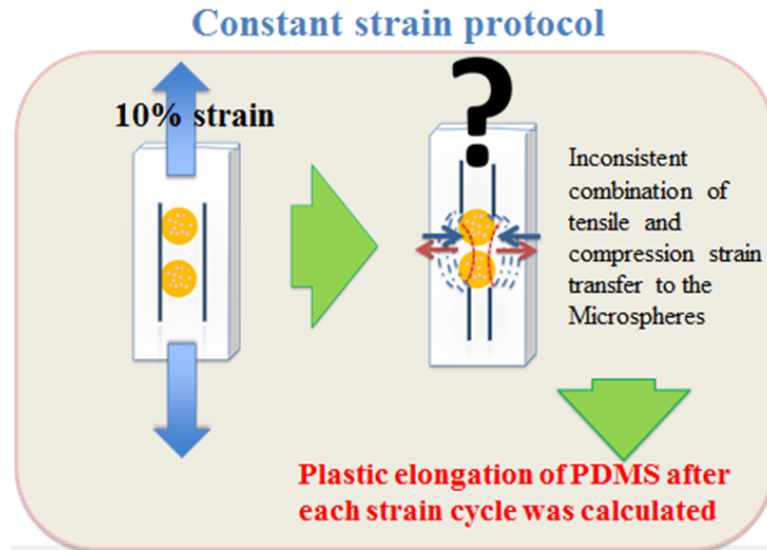 Constant strain protocol
10% strain
?
Inconsistent
combination of
tensile and
compression strain
transfer to the
Microspheres
Plastic elongation of PDMS after
each strain cycle was calculated